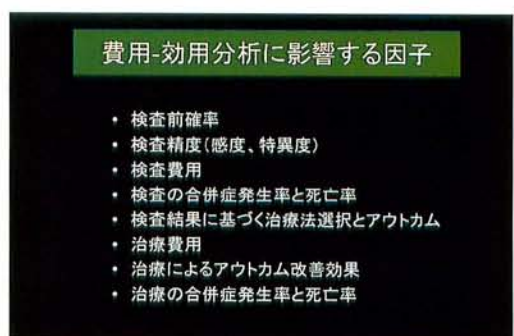 費用-効用分析に影響する因子
• 検査前確率
• 検査精度(感度、特異度)
• 検査費用
• 検査の合併症発生率と死亡率
• 検査結果に基づく治療法選択とアウトカム
• 治療費用
• 治療によるアウトカム改善効果
• 治療の合併症発生率と死亡率